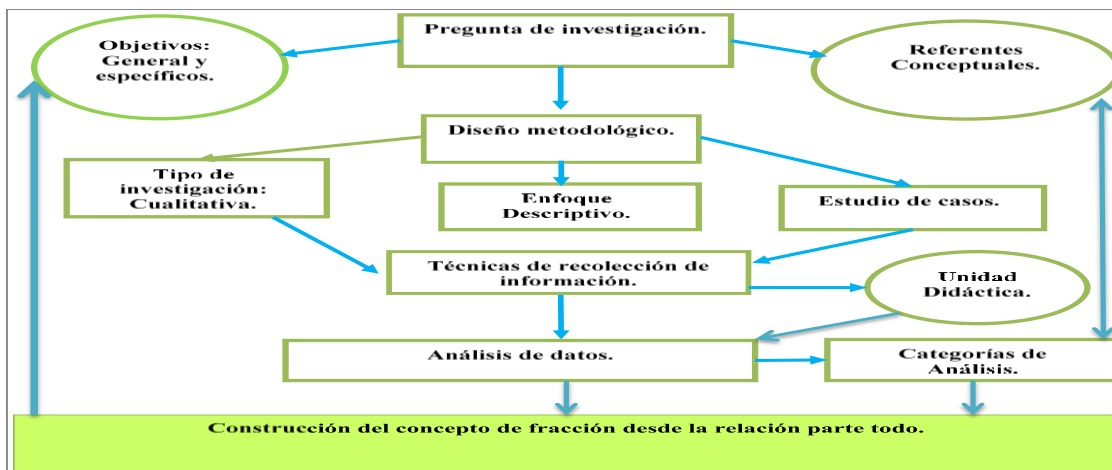 Pregunta de investigación.
Objetivos:
General y
específicos.
Referentes
Conceptuales.
Diseño metodológico.
Tipo de
investigación:
Cualitativa.
Enfoque
Descriptivo.
Estudio de casos.
Técnicas de recolección de
información.
Unidad
Didáctica.
Análisis de datos.
Categorías de
Análisis.
Construcción del concepto de fracción desde la relación parte todo.